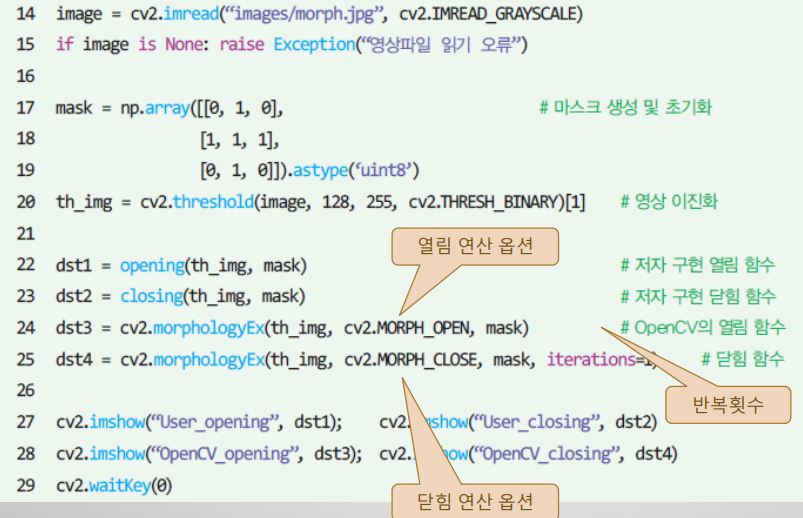 14 image = cv2.imread(“images/morph.jpg”, cv2.IMREAD_GRAYSCALE)
15 if image is None: raise Exception(“영상파일 읽기 오류”)
16
17 mask = np.array([[0, 1, 0], # 마스크 생성 및 초기화
18 [1, 1, 1],
19 [0, 1, 0]]).astype(‘uint8’)
20 th_img = cv2.threshold(image, 128, 255, cv2.THRESH_BINARY)[1] # 영상 이진화
21
열림 연산 옵션
22 dst1 = opening(th_img, mask) # 저자 구현 열림 함수
23 dst2 = closing(th_img, mask) # 저자 구현 닫힘 함수
24 dst3 = cv2.morphologyEx(th_img, cv2.MORPH_OPEN, mask) # OpenCV의 열림 함수
25 dst4 = cv2.morphologyEx(th_img, cv2.MORPH_CLOSE, mask, iterations=1) # 닫힘 함수
26
반복횟수
27 cv2.imshow(“User_opening”, dst1); cv2.imshow(“User_closing”, dst2)
28 cv2.imshow(“OpenCV_opening”, dst3); cv2.imshow(“OpenCV_closing”, dst4)
29 cv2.waitKey(0)
닫힘 연산 옵션